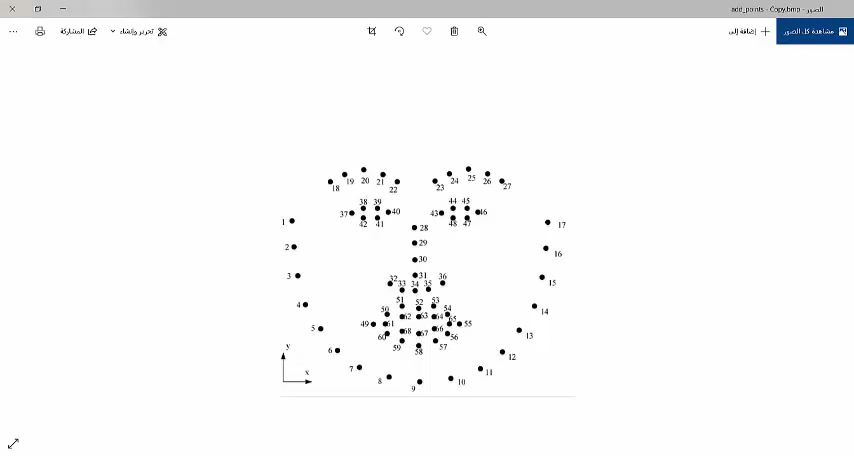 add_points - Copy.bmp - الصور
مشاهدة كل الصور
إضافة إلى
تحرير وإنشاء
المشاركة
20 25
19 21 24 26
18 22 23 27
38 39 44 45
37 40 43 46
42 41 48 47
1 28 17
2 29
30 16
3 31
32 33 34 35 36 15
4 51 52 53 14
50 62 63 64 54
49 61 65 55
5 60 68 67 66 56 13
59 58 57
6 12
y
7 11
x 8 10
9